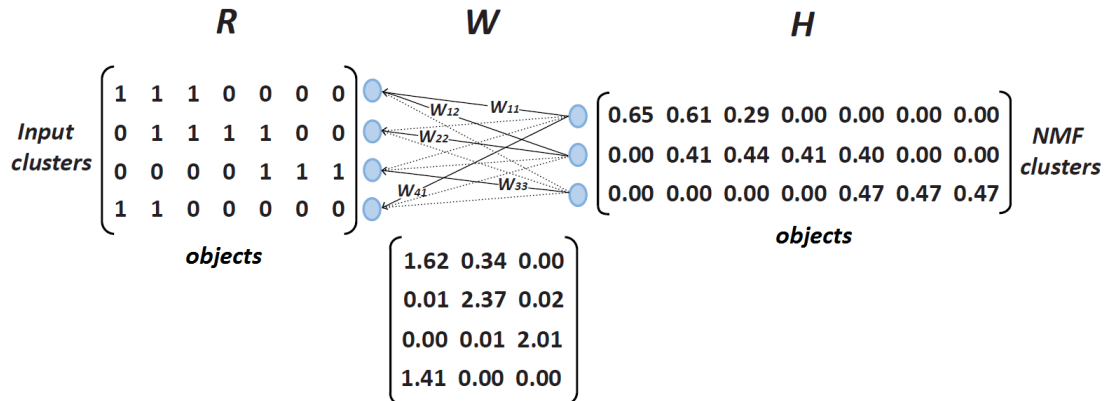 R W H
Input clusters
1 1 1 0 0 0 0
0 1 1 1 1 0 0
0 0 0 0 1 1 1
1 1 0 0 0 0 0
objects
W11
W12
W22
W33
W41
0.65 0.61 0.29 0.00 0.00 0.00 0.00
0.00 0.41 0.44 0.41 0.40 0.00 0.00
0.00 0.00 0.00 0.00 0.47 0.47 0.47
NMF
clusters
objects
1.62 0.34 0.00
0.01 2.37 0.02
0.00 0.01 2.01
1.41 0.00 0.00